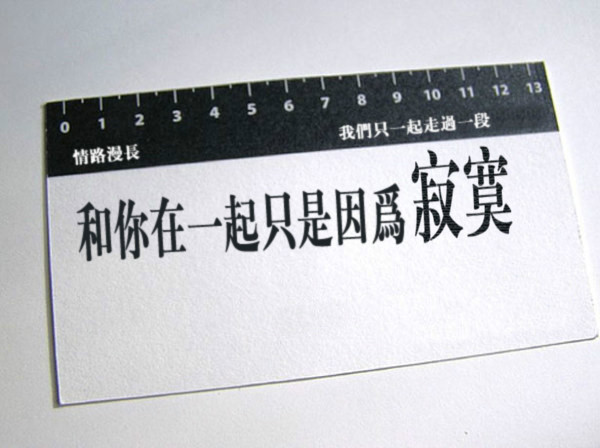 0 1 2 3 4 5 6 7 8 9 10 11 12 13
情路漫長 我們只一起走過一段
和你在一起只是因爲寂寞